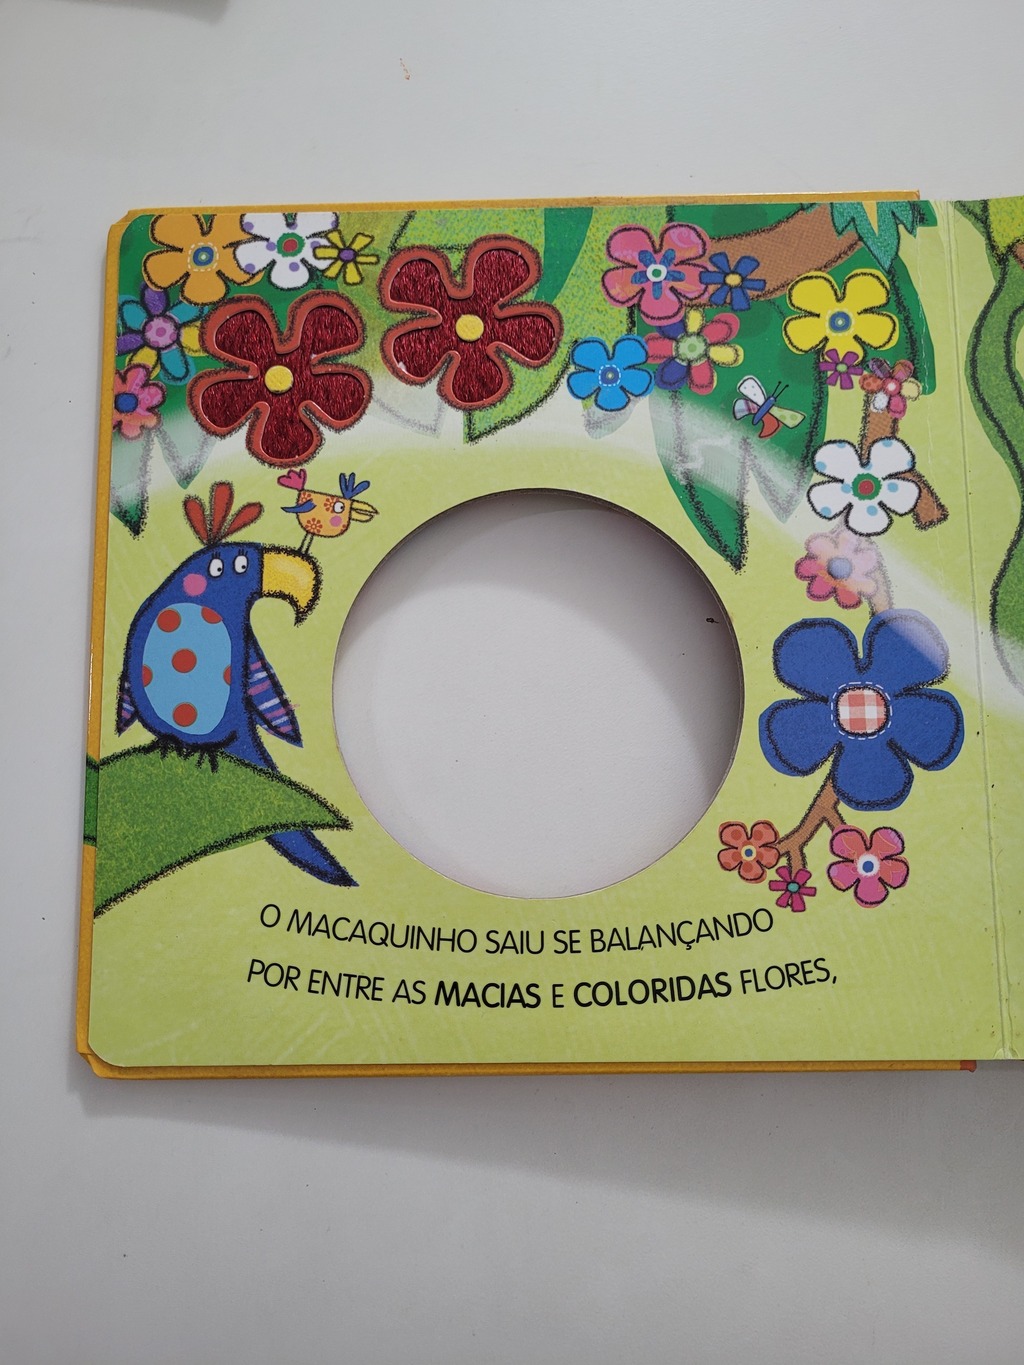 O MACAQUINHO SAIU SE BALANÇANDO
POR ENTRE AS MACIAS E COLORIDAS FLORES,